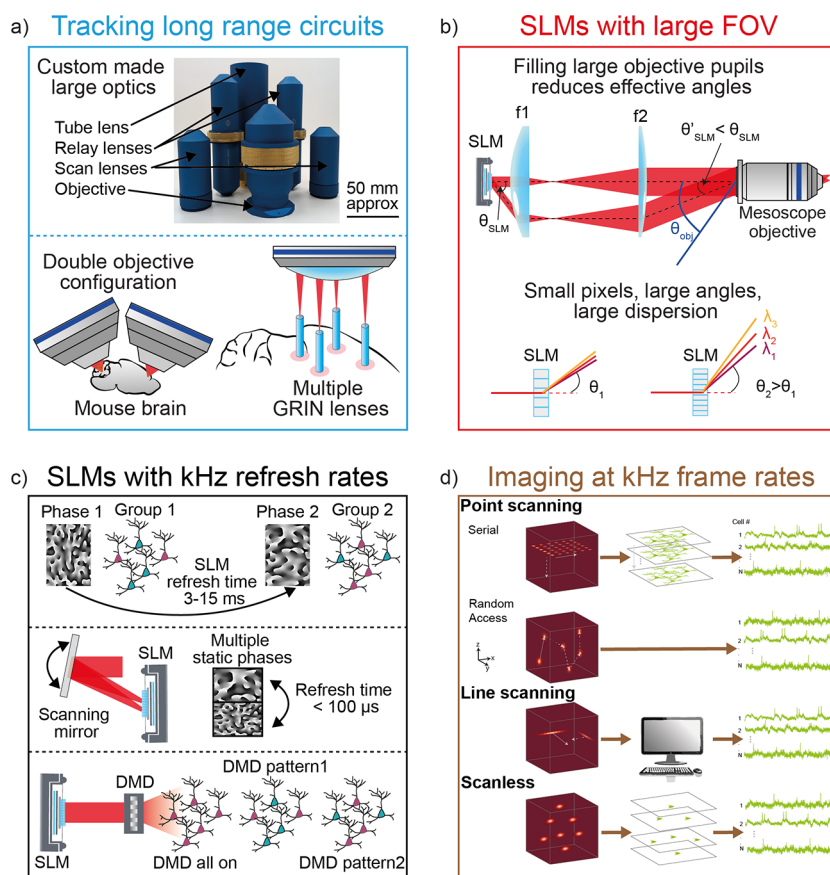 a) Tracking long range circuits
Custom made
large optics
Tube lens
Relay lenses
Scan lenses
Objective
50 mm
approx
Double objective
configuration
Mouse brain
Multiple
GRIN lenses
b) SLMs with large FOV
Filling large objective pupils
reduces effective angles
f1
f2
SLM
θ'SLM < θSLM
θSLM
θobj
Mesoscope
objective
Small pixels, large angles,
large dispersion
SLM
θ1
SLM
λ3
λ2
λ1
θ2>θ1
c) SLMs with kHz refresh rates
Phase 1
Group 1
Phase 2
Group 2
SLM
refresh time
3-15 ms
Scanning
mirror
SLM
Multiple
static phases
Refresh time
< 100 µs
SLM
DMD
DMD all on
DMD pattern1
DMD pattern2
d) Imaging at kHz frame rates
Point scanning
Serial
Cell #
1
2
N
Random
Access
z
x
y
1
2
N
Line scanning
1
2
N
Scanless
1
2
N